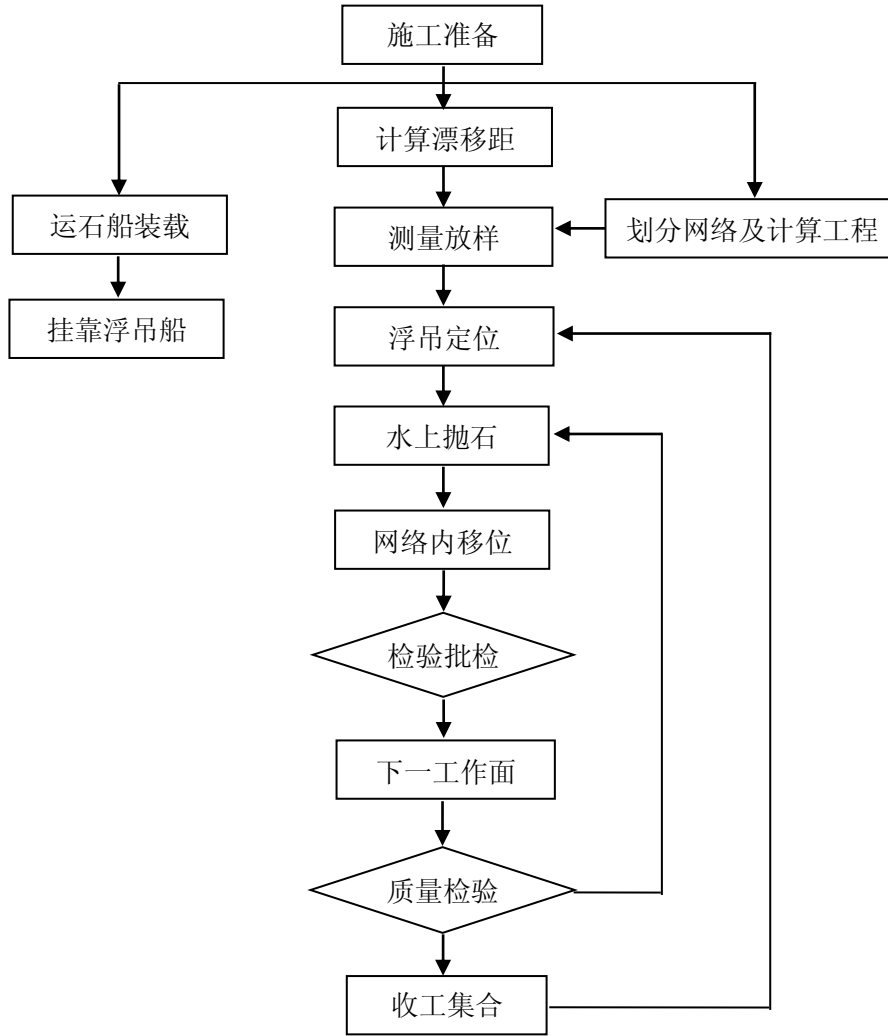 施工准备
计算漂移距
运石船装载
测量放样
划分网络及计算工程
挂靠浮吊船
浮吊定位
水上抛石
网络内移位
检验批检
下一工作面
质量检验
收工集合